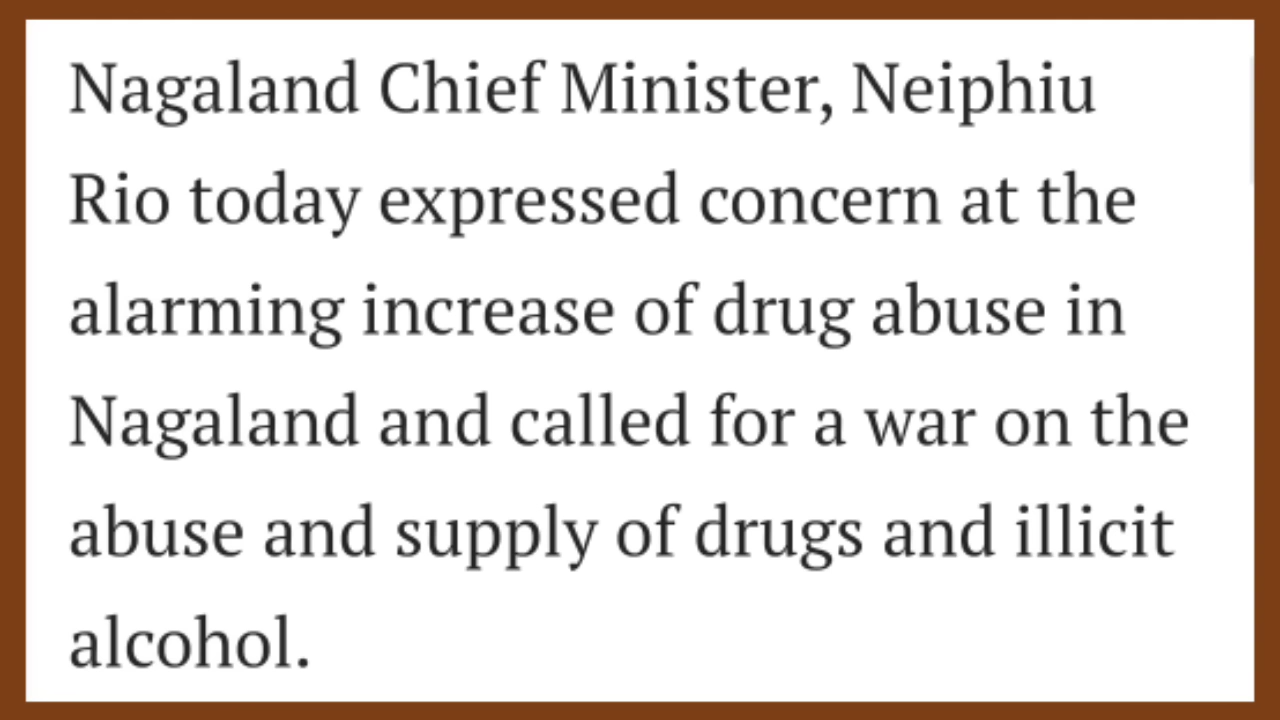 Nagaland Chief Minister, Neiphiu
Rio today expressed concern at the
alarming increase of drug abuse in
Nagaland and called for a war on the
abuse and supply of drugs and illicit
alcohol.